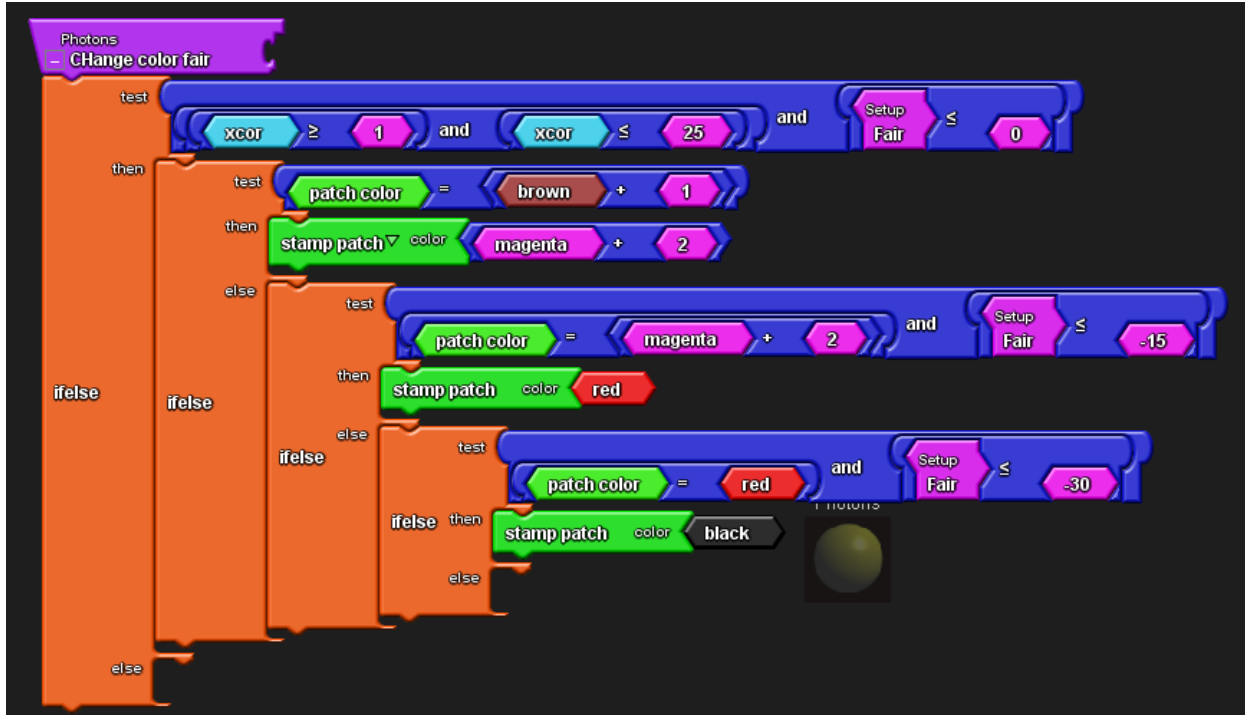 Photons
CHange color fair
test xcor ≥ 1 and xcor ≤ 25 and Setup Fair ≤ 0
then test patch color = brown + 1
then stamp patch color magenta + 2
else test patch color = magenta + 2 and Setup Fair ≤ -15
then stamp patch color red
ifelse ifelse ifelse else test patch color = red and Setup Fair ≤ -30
ifelse then stamp patch color black
Photons
else
else